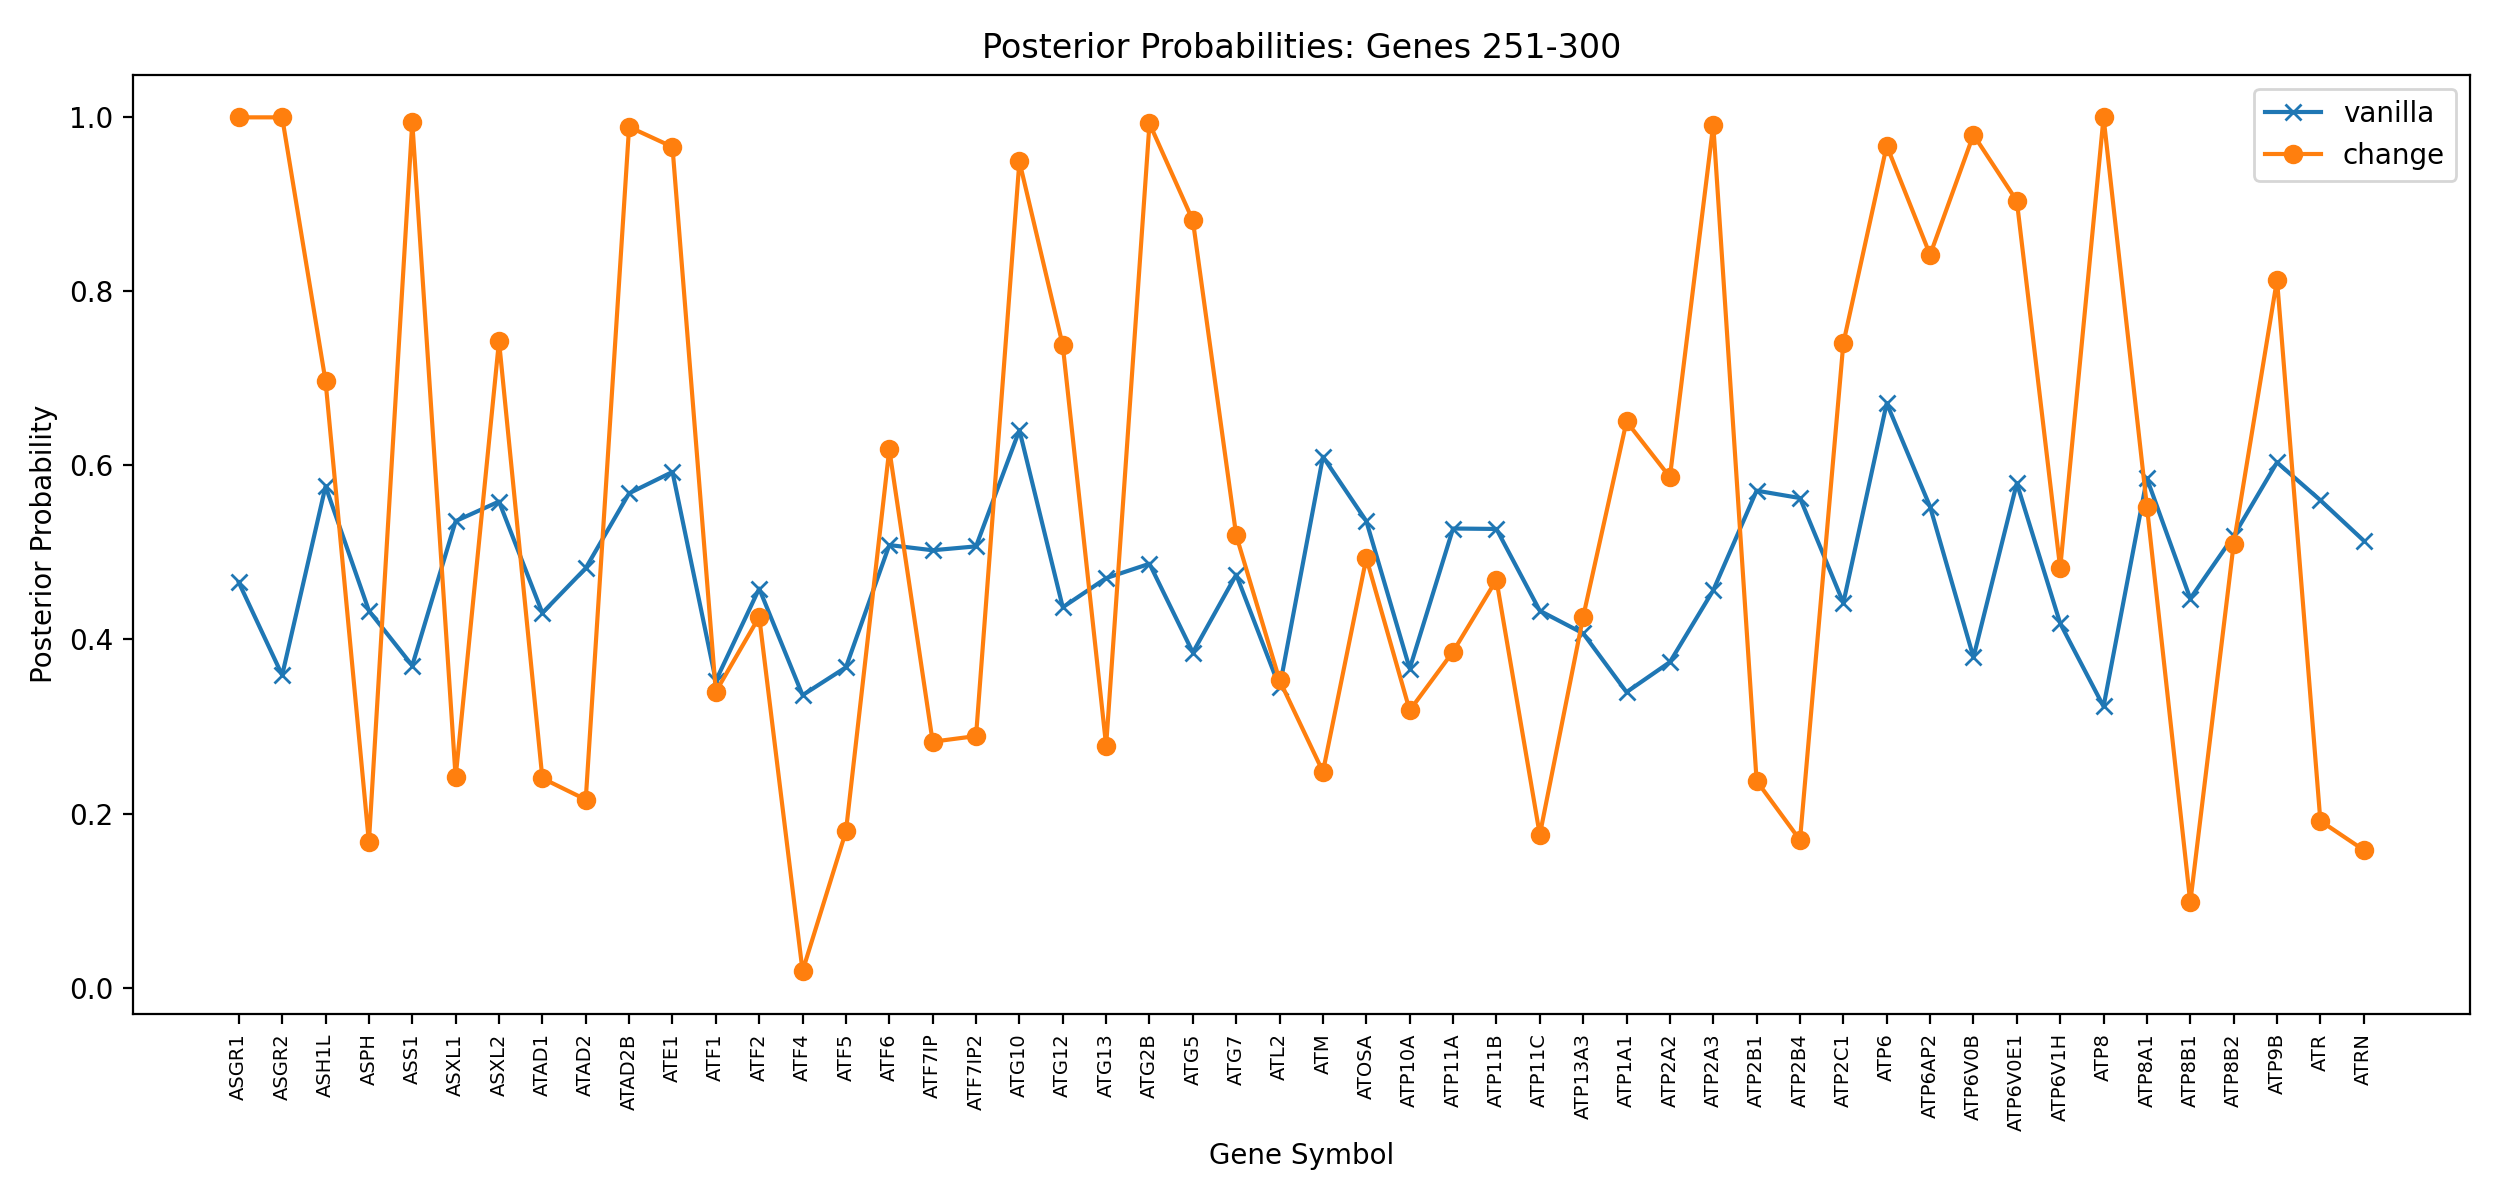 Posterior Probabilities: Genes 251-300
vanilla
change
Posterior Probability
1.0
0.8
0.6
0.4
0.2
0.0
ASGR1
ASGR2
ASH1L
ASPH
ASS1
ASXL1
ASXL2
ATAD1
ATAD2
ATAD2B
ATE1
ATF1
ATF2
ATF4
ATF5
ATF6
ATF7IP
ATF7IP2
ATG10
ATG12
ATG13
ATG2B
ATG5
ATG7
ATL2
ATM
ATOSA
ATP10A
ATP11A
ATP11B
ATP11C
ATP13A3
ATP1A1
ATP2A2
ATP2A3
ATP2B1
ATP2B4
ATP2C1
ATP6
ATP6AP2
ATP6V0B
ATP6V0E1
ATP6V1H
ATP8
ATP8A1
ATP8B1
ATP8B2
ATP9B
ATR
ATRN
Gene Symbol